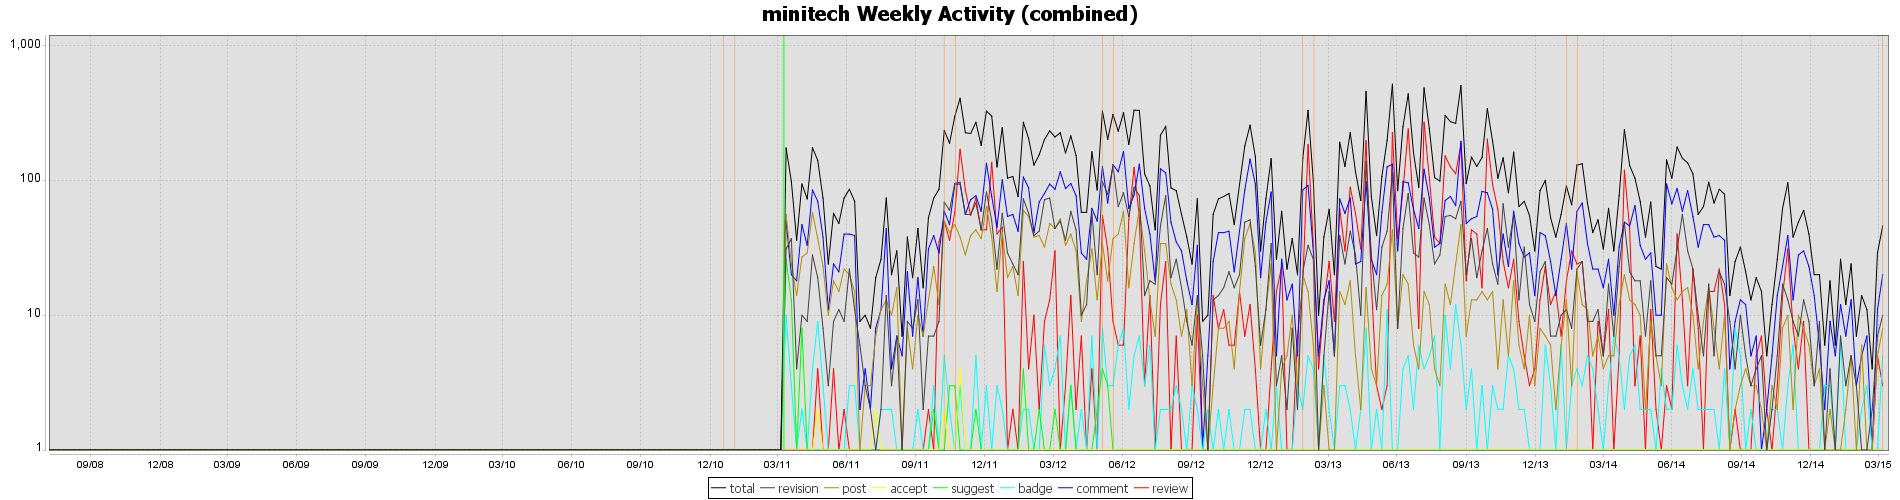 minitech Weekly Activity (combined)
1,000
100
10
1
09/08 12/08 03/09 06/09 09/09 12/09 03/10 06/10 09/10 12/10 03/11 06/11 09/11 12/11 03/12 06/12 09/12 12/12 03/13 06/13 09/13 12/13 03/14 06/14 09/14 12/14 03/15
total revision post accept suggest badge comment review